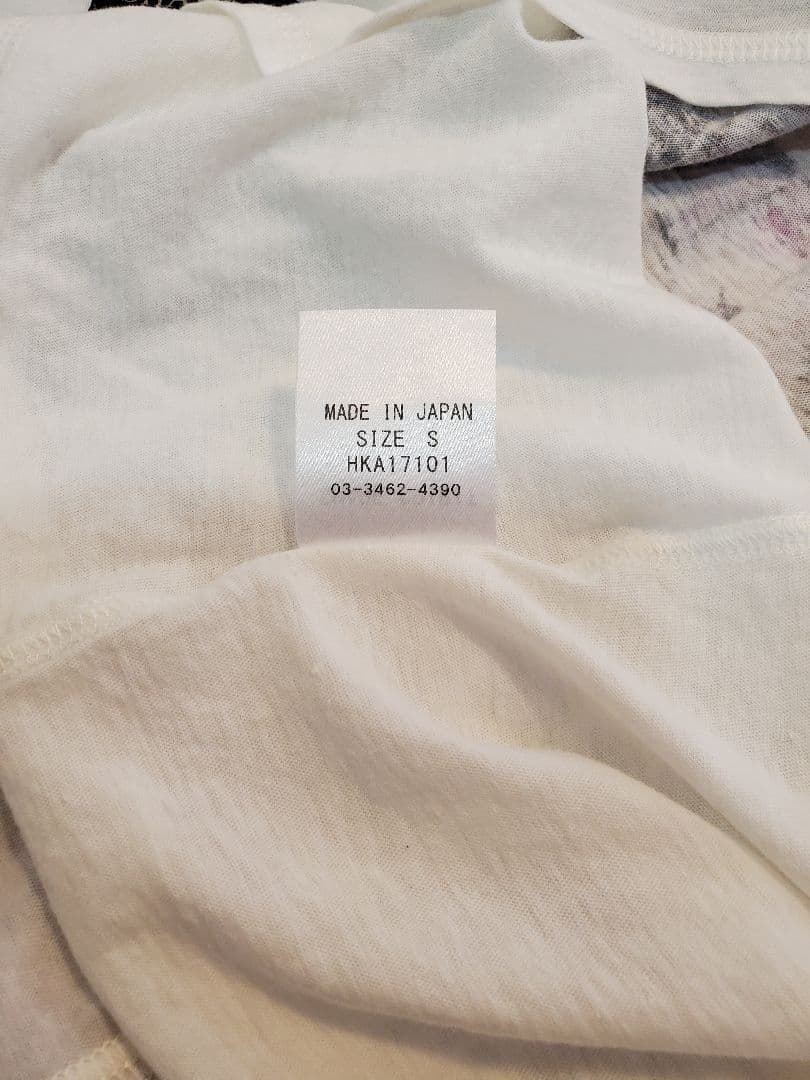 MADE IN JAPAN
SIZE S
HKA17101
03-3462-4390